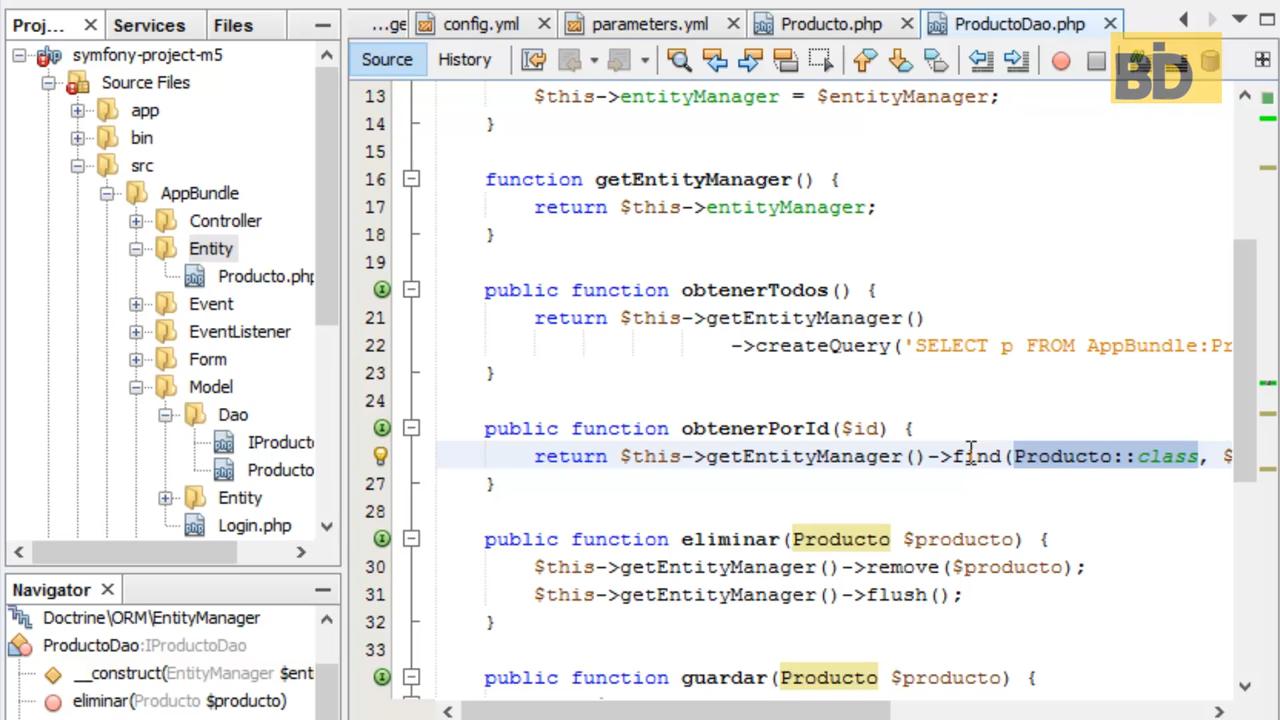 Proj...
Services
Files
...ge
config.yml
parameters.yml
Producto.php
ProductoDao.php
Source
History
BD
symfony-project-m5
Source Files
app
bin
src
AppBundle
Controller
Entity
Producto.php
Event
EventListener
Form
Model
Dao
IProducto
Producto
Entity
Login.php
Navigator
Doctrine\ORM\EntityManager
ProductoDao:IProductoDao
__construct(EntityManager $ent
eliminar(Producto $producto)
13 $this->entityManager = $entityManager;
14 }
15
16 function getEntityManager() {
17 return $this->entityManager;
18 }
19
public function obtenerTodos() {
21 return $this->getEntityManager()
22 ->createQuery('SELECT p FROM AppBundle:Pr
23 }
24
public function obtenerPorId($id) {
return $this->getEntityManager()->find(Producto::class, $
27 }
28
public function eliminar(Producto $producto) {
30 $this->getEntityManager()->remove($producto);
31 $this->getEntityManager()->flush();
32 }
33
public function guardar(Producto $producto) {